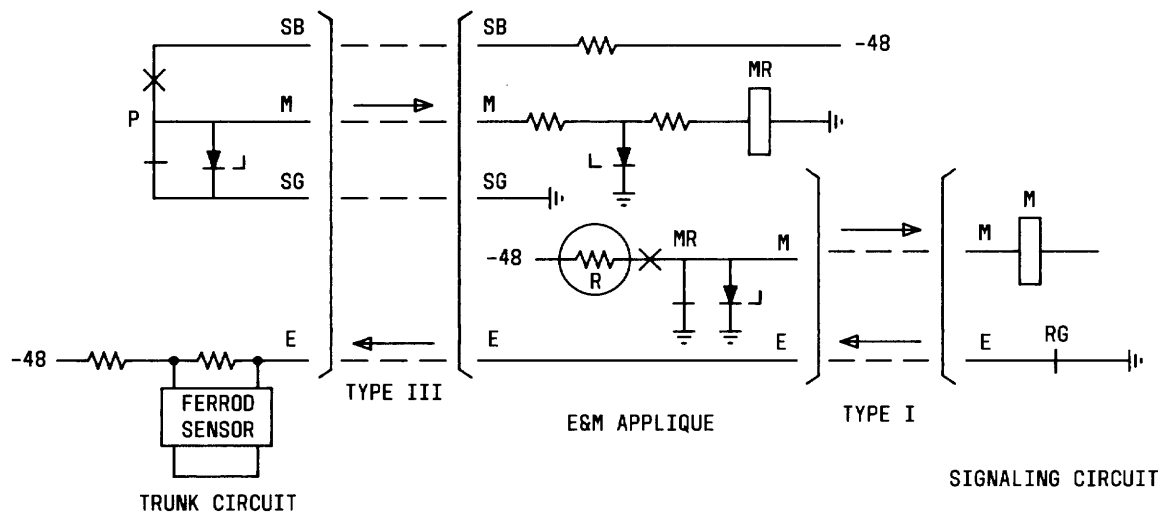 SB SB -48
MR
P M M
SG SG
M
-48 R MR M M
-48 E E E E RG
FERROD
SENSOR
TYPE III
E&M APPLIQUE
TYPE I
SIGNALING CIRCUIT
TRUNK CIRCUIT